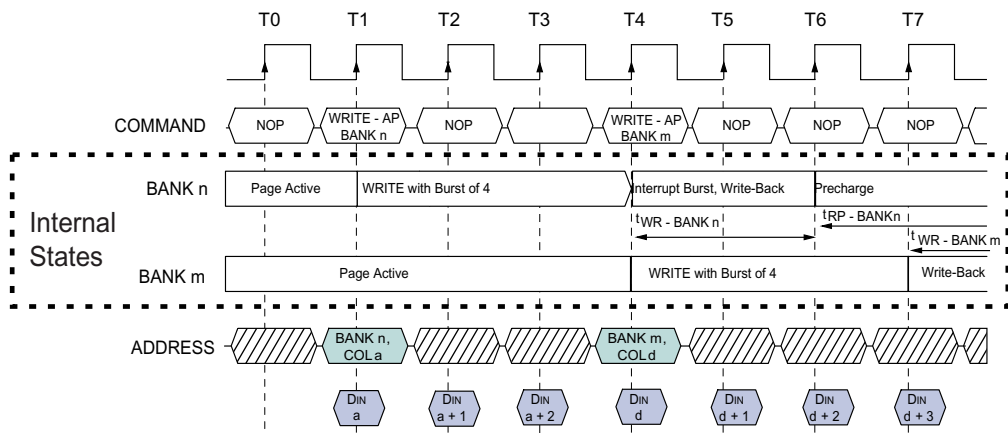 T0 T1 T2 T3 T4 T5 T6 T7
COMMAND NOP WRITE - AP BANK n NOP WRITE - AP BANK m NOP NOP NOP
Internal States
BANK n Page Active WRITE with Burst of 4 Interrupt Burst, Write-Back Precharge
tWR - BANK n tRP - BANK n
tWR - BANK m
BANK m Page Active WRITE with Burst of 4 Write-Back
ADDRESS BANK n, COL a BANK m, COL d
DIN a DIN a + 1 DIN a + 2 DIN d DIN d + 1 DIN d + 2 DIN d + 3